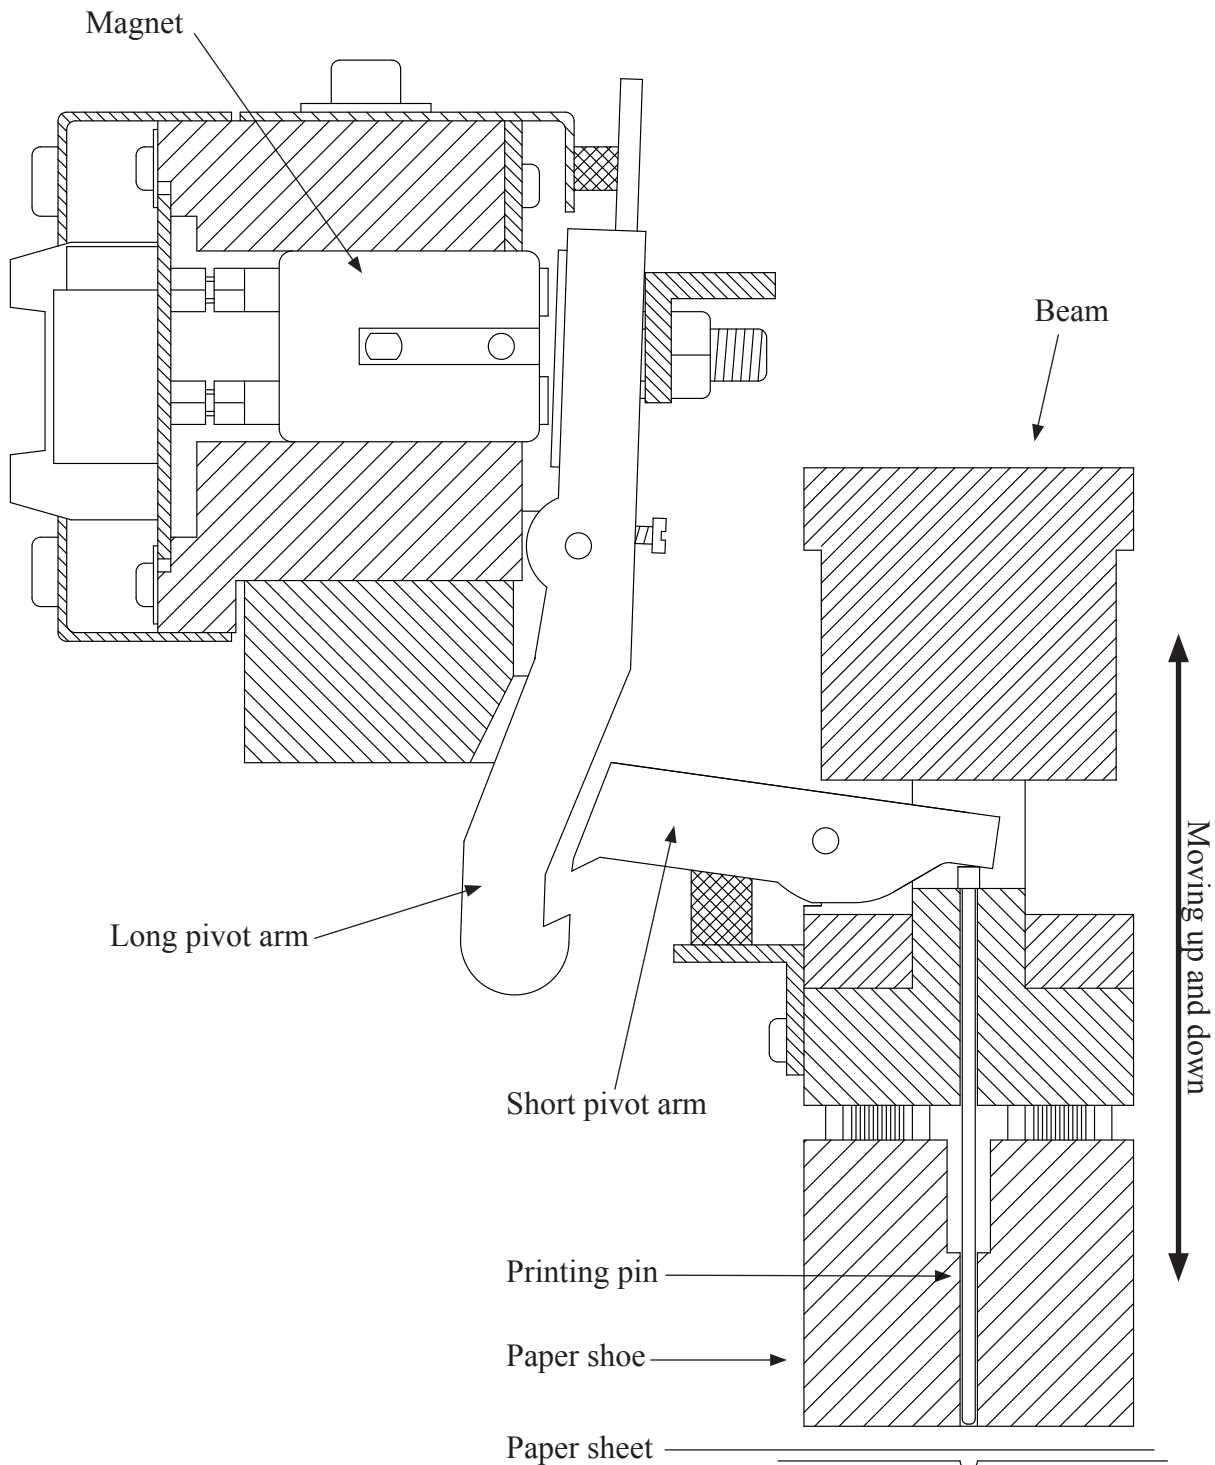 Magnet
Beam
Moving up and down
Long pivot arm
Short pivot arm
Printing pin
Paper shoe
Paper sheet